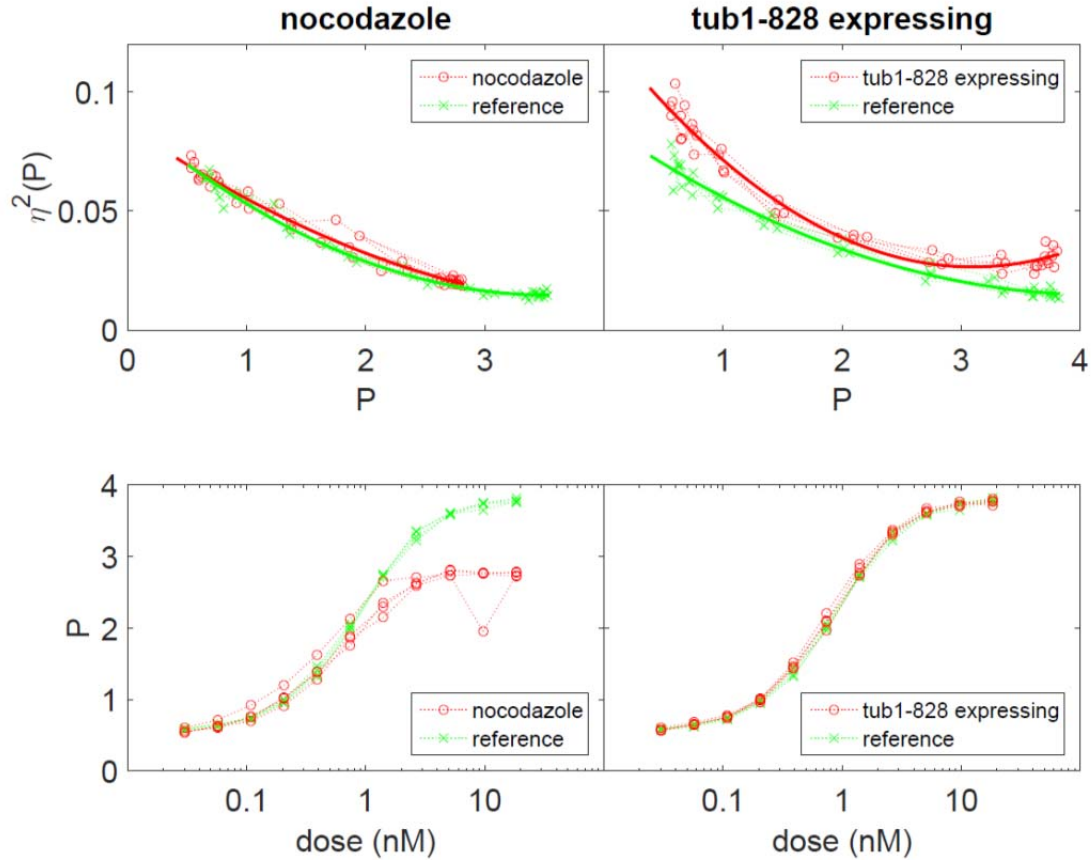 nocodazole
tub1-828 expressing
η²(P)
0.1
0.05
0
nocodazole
reference
tub1-828 expressing
reference
0 1 2 3
1 2 3 4
P
P
P
4
3
2
1
0
nocodazole
reference
tub1-828 expressing
reference
0.1 1 10
0.1 1 10
dose (nM)
dose (nM)